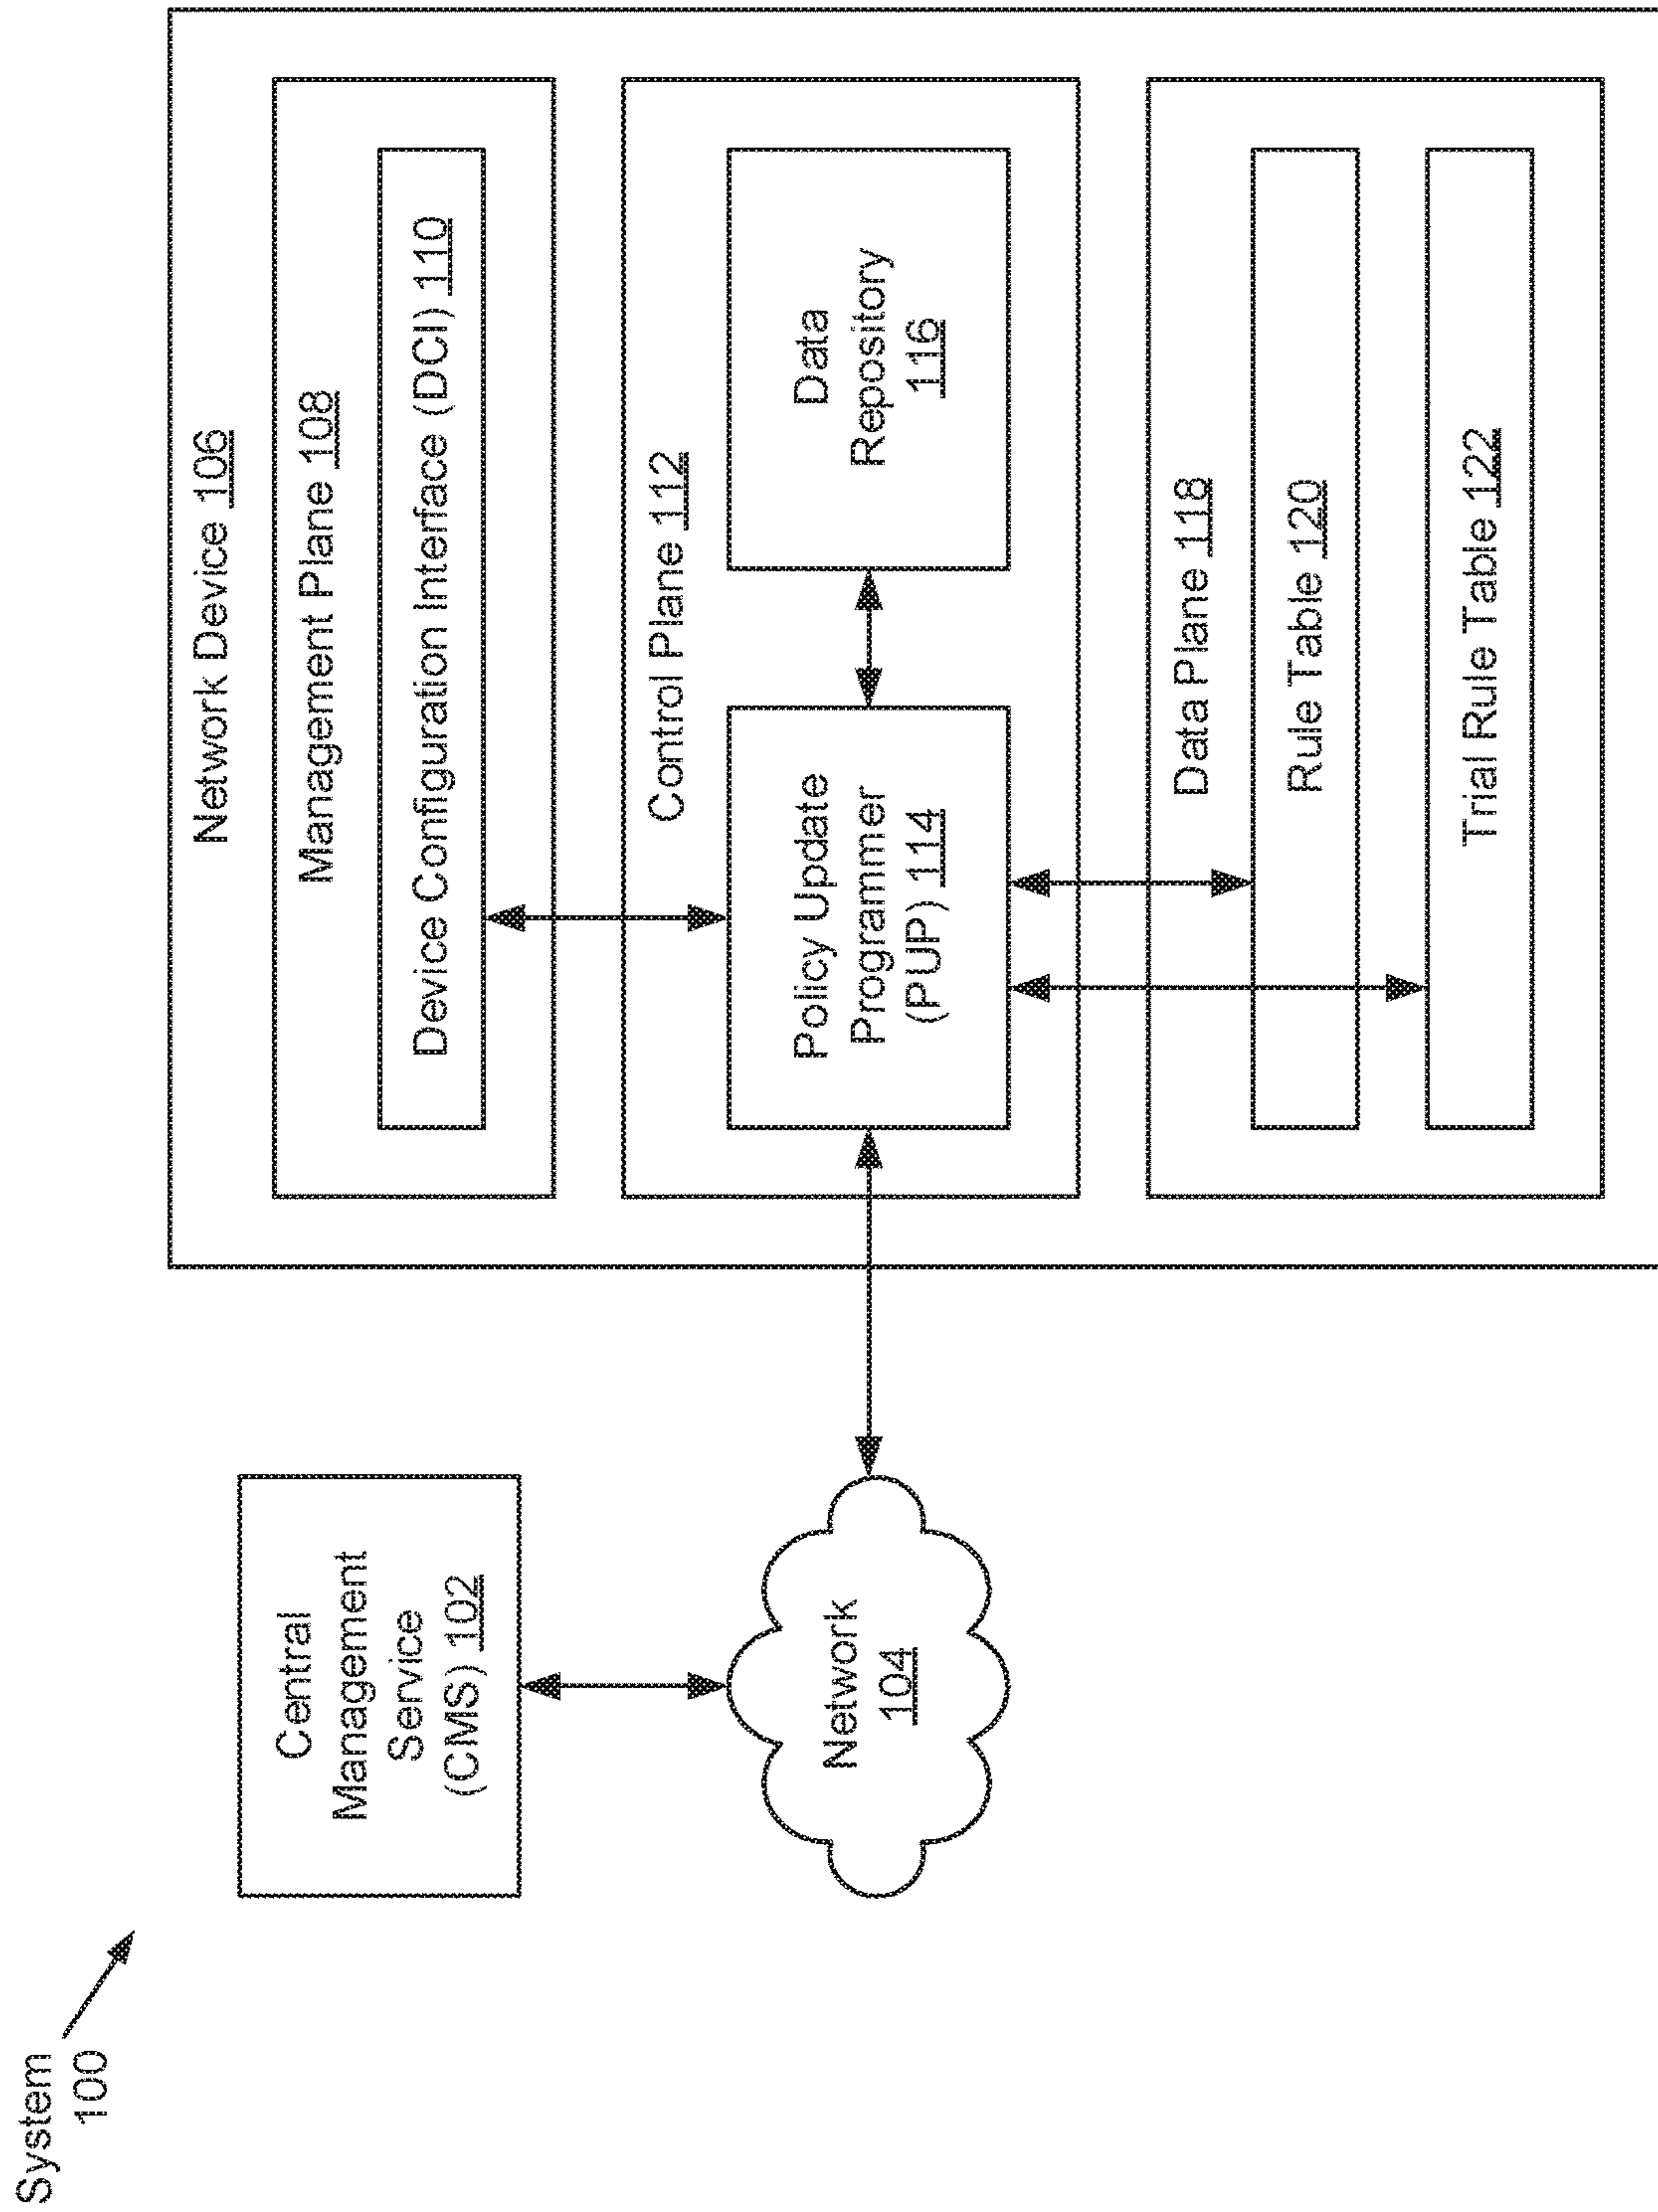 System
100
Central
Management
Service
(CMS) 102
Network
104
Network Device 106
Management Plane 108
Device Configuration Interface (DCI) 110
Control Plane 112
Policy Update
Programmer
(PUP) 114
Data
Repository
116
Data Plane 118
Rule Table 120
Trial Rule Table 122